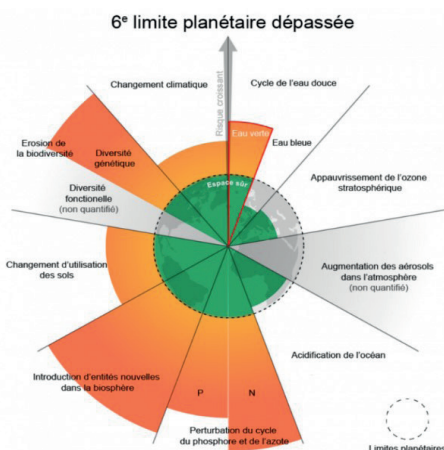 6e limite planétaire dépassée
Changement climatique
Risque croissant
Cycle de l'eau douce
Eau verte
Eau bleue
Erosion de
la biodiversité
Diversité
génétique
Espace sûr
Appauvrissement de l'ozone
stratosphérique
Diversité
fonctionelle
(non quantifié)
Changement d'utilisation
des sols
Augmentation des aérosols
dans l'atmosphère
(non quantifié)
Acidification de l'océan
Introduction d'entités nouvelles
dans la biosphère
P
N
Perturbation du cycle
du phosphore et de l'azote
Limites planétaires